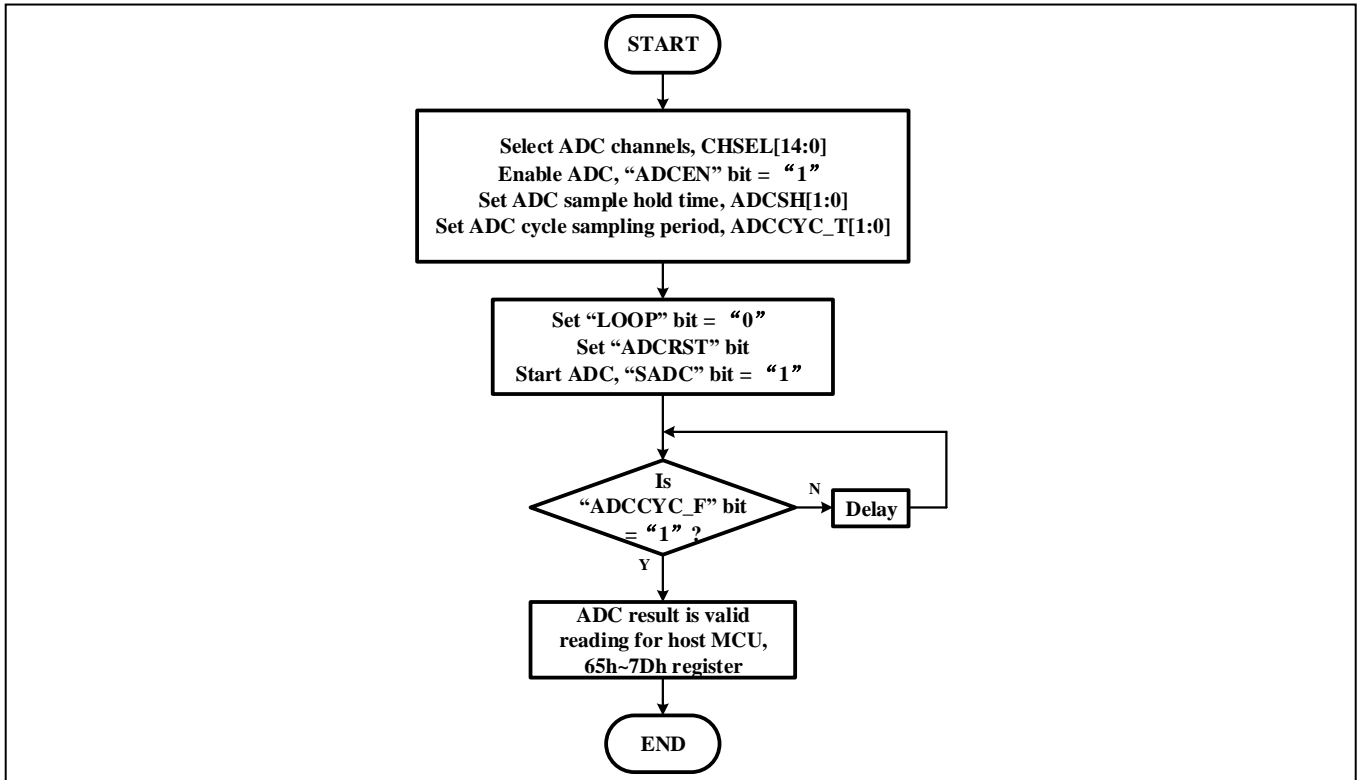 START
Select ADC channels, CHSEL[14:0]
Enable ADC, “ADCEN” bit = “1”
Set ADC sample hold time, ADCSH[1:0]
Set ADC cycle sampling period, ADCCYC_T[1:0]
Set “LOOP” bit = “0”
Set “ADCRST” bit
Start ADC, “SADC” bit = “1”
Is
“ADCCYC_F” bit
= “1” ?
N
Delay
Y
ADC result is valid
reading for host MCU,
65h~7Dh register
END